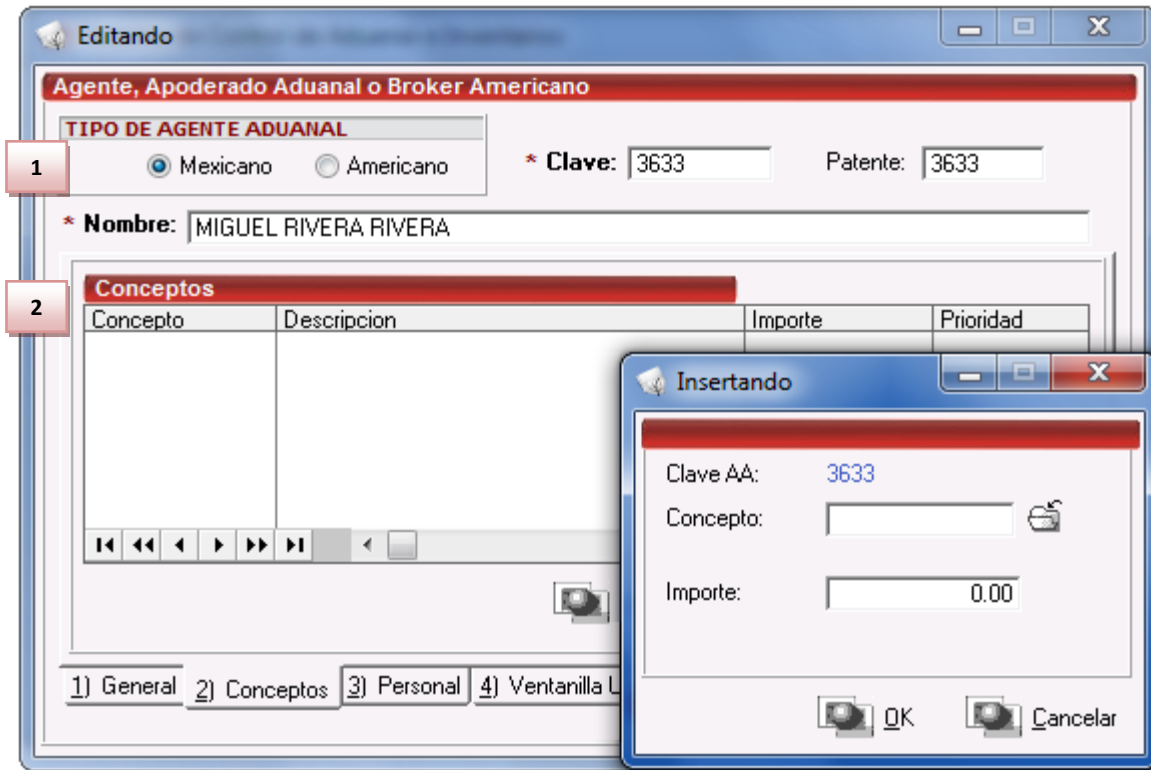 Editando
Agente, Apoderado Aduanal o Broker Americano
TIPO DE AGENTE ADUANAL
1
Mexicano
Americano
* Clave: 3633
Patente: 3633
* Nombre: MIGUEL RIVERA RIVERA
2
Conceptos
Concepto Descripcion Importe Prioridad
1) General 2) Conceptos 3) Personal 4) Ventanilla U
Insertando
Clave AA: 3633
Concepto:
Importe: 0.00
OK Cancelar